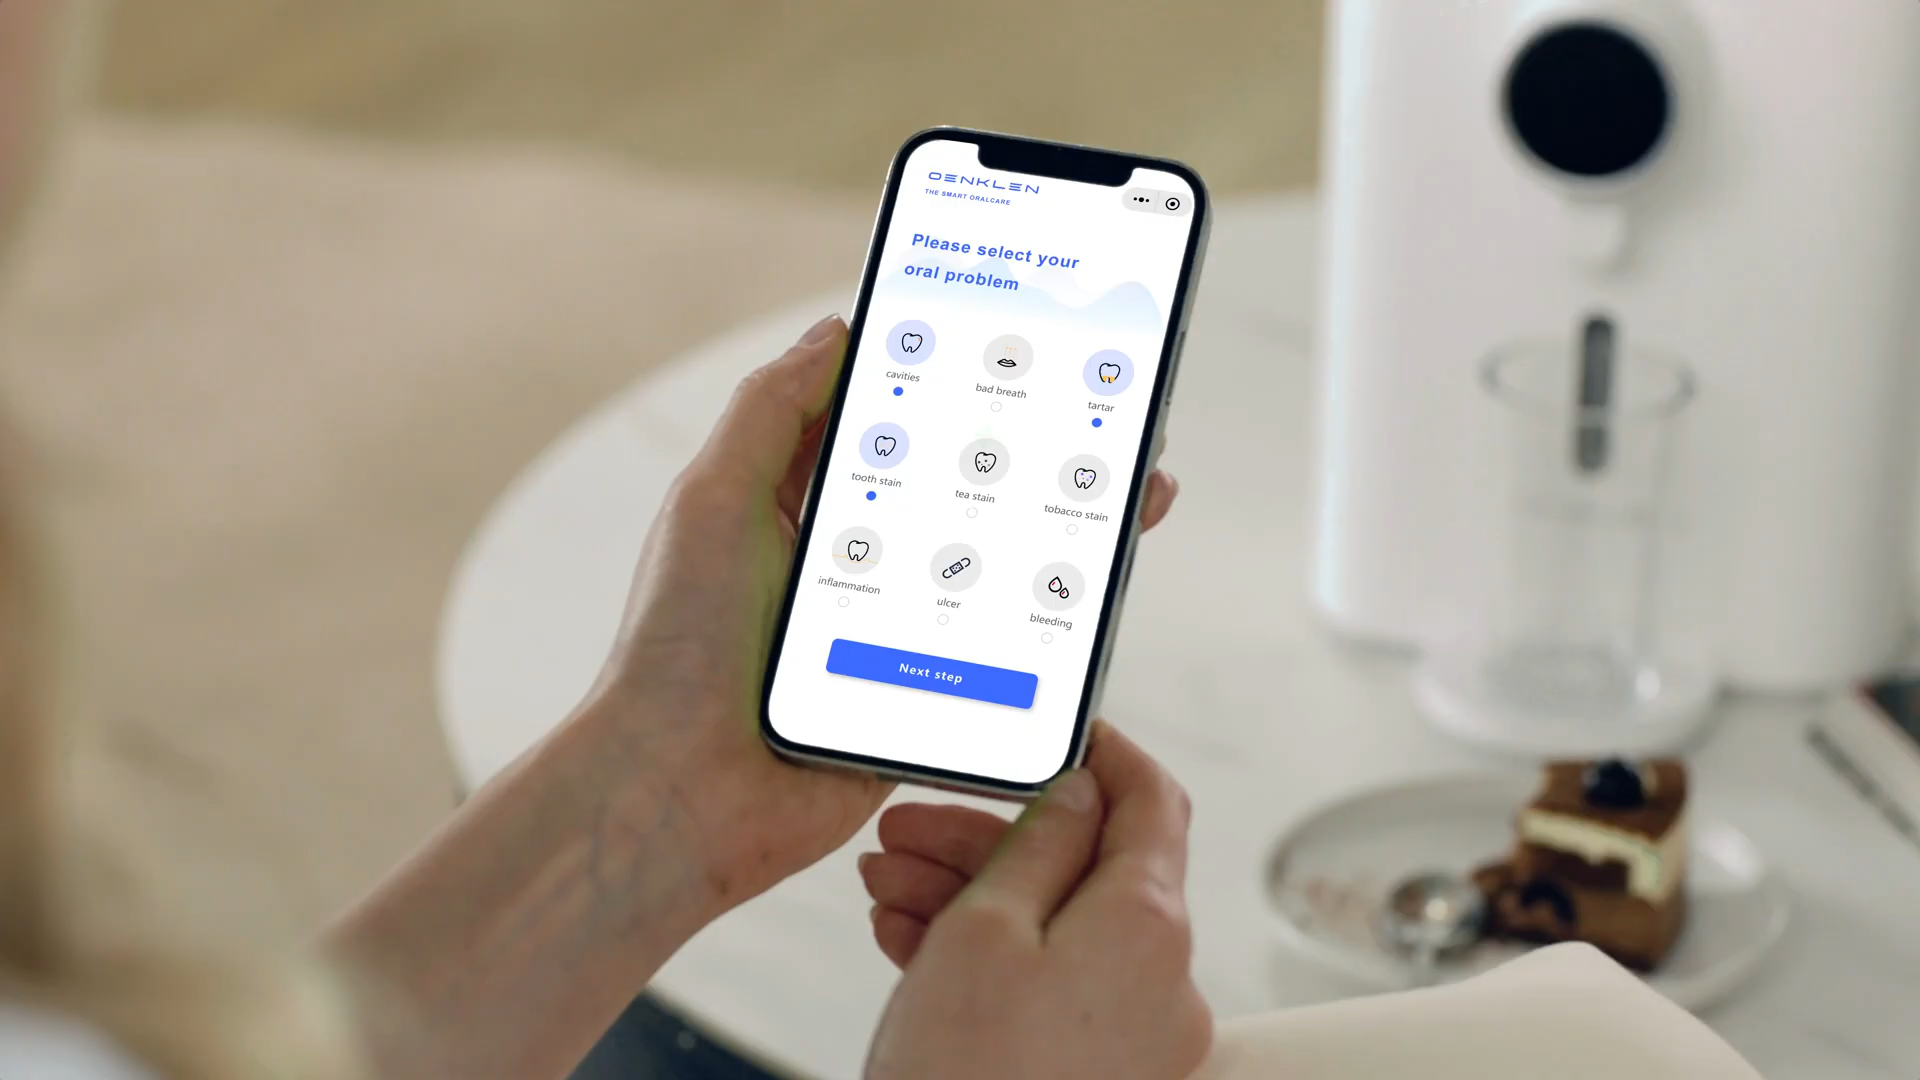 OENKLEN
THE SMART ORALCARE
Please select your
oral problem
cavities
bad breath
tartar
tooth stain
tea stain
tobacco stain
inflammation
ulcer
bleeding
Next step